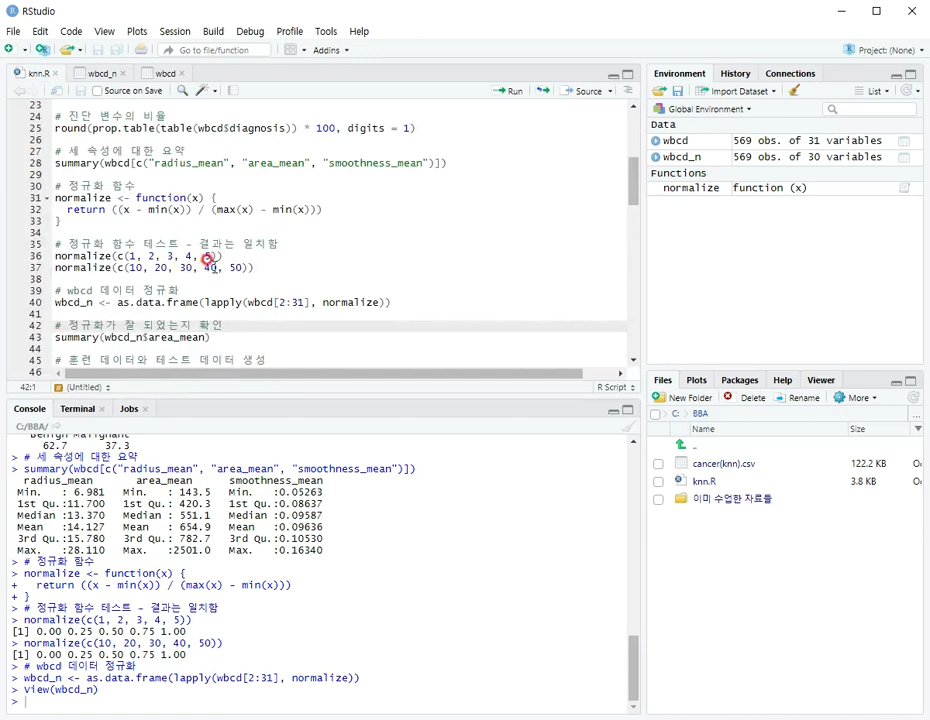 RStudio
File Edit Code View Plots Session Build Debug Profile Tools Help
Go to file/function Addins Project: (None)
knn.R wbcd_n wbcd
Source on Save Run Source
23
24 # 진단 변수의 비율
25 round(prop.table(table(wbcd$diagnosis)) * 100, digits = 1)
26
27 # 세 속성에 대한 요약
28 summary(wbcd[c("radius_mean", "area_mean", "smoothness_mean")])
29
30 # 정규화 함수
31 normalize <- function(x) {
32 return ((x - min(x)) / (max(x) - min(x)))
33 }
34
35 # 정규화 함수 테스트 - 결과는 일치함
36 normalize(c(1, 2, 3, 4, 5))
37 normalize(c(10, 20, 30, 40, 50))
38
39 # wbcd 데이터 정규화
40 wbcd_n <- as.data.frame(lapply(wbcd[2:31], normalize))
41
42 # 정규화가 잘 되었는지 확인
43 summary(wbcd_n$area_mean)
44
45 # 훈련 데이터와 테스트 데이터 생성
46
42:1 (Untitled) R Script
Console Terminal Jobs
C:/BBA/
Benign Malignant
62.7 37.3
> # 세 속성에 대한 요약
> summary(wbcd[c("radius_mean", "area_mean", "smoothness_mean")])
radius_mean area_mean smoothness_mean
Min. : 6.981 Min. : 143.5 Min. :0.05263
1st Qu.:11.700 1st Qu.: 420.3 1st Qu.:0.08637
Median :13.370 Median : 551.1 Median :0.09587
Mean :14.127 Mean : 654.9 Mean :0.09636
3rd Qu.:15.780 3rd Qu.: 782.7 3rd Qu.:0.10530
Max. :28.110 Max. :2501.0 Max. :0.16340
> # 정규화 함수
> normalize <- function(x) {
+ return ((x - min(x)) / (max(x) - min(x)))
+ }
> # 정규화 함수 테스트 - 결과는 일치함
> normalize(c(1, 2, 3, 4, 5))
[1] 0.00 0.25 0.50 0.75 1.00
> normalize(c(10, 20, 30, 40, 50))
[1] 0.00 0.25 0.50 0.75 1.00
> # wbcd 데이터 정규화
> wbcd_n <- as.data.frame(lapply(wbcd[2:31], normalize))
> View(wbcd_n)
>
Environment History Connections
Import Dataset List
Global Environment
Data
wbcd 569 obs. of 31 variables
wbcd_n 569 obs. of 30 variables
Functions
normalize function (x)
Files Plots Packages Help Viewer
New Folder Delete Rename More
C: BBA ...
Name Size
..
cancer(knn).csv 122.2 KB
knn.R 3.8 KB
이미 수업한 자료들